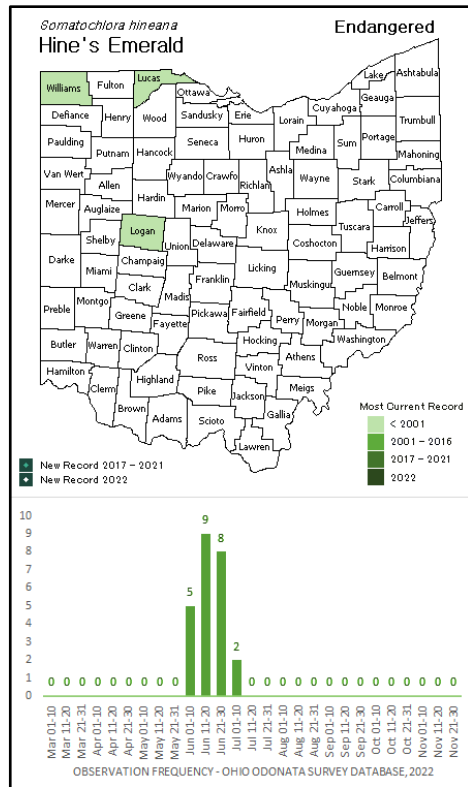 Somatochlora hineana
Endangered
Hine's Emerald
Williams
Fulton
Lucas
Ottawa
Lake
Ashtabula
Geauga
Cuyahoga
Trumbull
Defiance
Henry
Wood
Sandusky
Erie
Lorain
Portage
Sum
Medina
Huron
Seneca
Paulding
Putnam
Hancock
Mahoning
Van Wert
Allen
Wyando
Crawfo
Richlan
Ashla
Wayne
Stark
Columbiana
Mercer
Auglaize
Hardin
Marion
Morro
Holmes
Carroll
Jeffers
Tuscara
Logan
Shelby
Union
Delaware
Knox
Coshocton
Harrison
Darke
Miami
Champaig
Licking
Guernsey
Belmont
Clark
Franklin
Muskingu
Madis
Preble
Montgo
Greene
Fayette
Pickawa
Fairfield
Perry
Morgan
Noble
Monroe
Washington
Butler
Warren
Clinton
Ross
Hocking
Athens
Vinton
Hamilton
Clerm
Highland
Pike
Jackson
Meigs
Brown
Adams
Scioto
Gallia
Lawren
Most Current Record
< 2001
2001 - 2016
2017 - 2021
2022
New Record 2017 - 2021
New Record 2022
10
9
8
7
6
5
4
3
2
1
0
0 0 0 0 0 0 0 0 0 5 9 8 2 0 0 0 0 0 0 0 0 0 0 0 0 0 0
Mar 01-10
Mar 11-20
Mar 21-31
Apr 01-10
Apr 11-20
Apr 21-30
May 01-10
May 11-20
May 21-31
Jun 01-10
Jun 11-20
Jun 21-30
Jul 01-10
Jul 11-20
Jul 21-31
Aug 01-10
Aug 11-20
Aug 21-31
Sep 01-10
Sep 11-20
Sep 21-30
Oct 01-10
Oct 11-20
Oct 21-31
Nov 01-10
Nov 11-20
Nov 21-30
OBSERVATION FREQUENCY - OHIO ODONATA SURVEY DATABASE, 2022